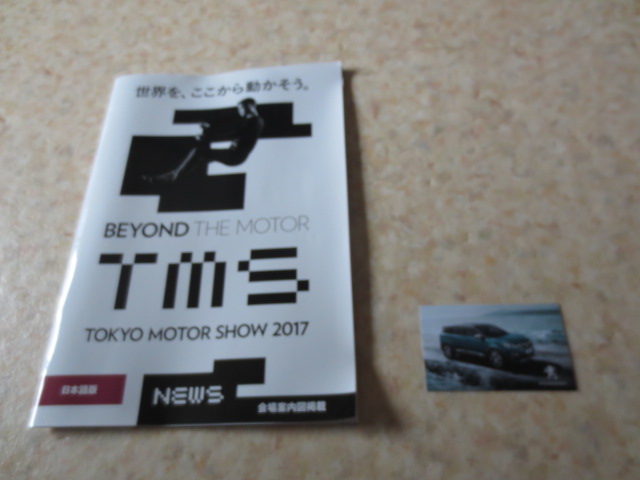 世界を、ここから動かそう。
BEYOND THE MOTOR
TMS
TOKYO MOTOR SHOW 2017
日本語版
NEWS
会場案内図掲載